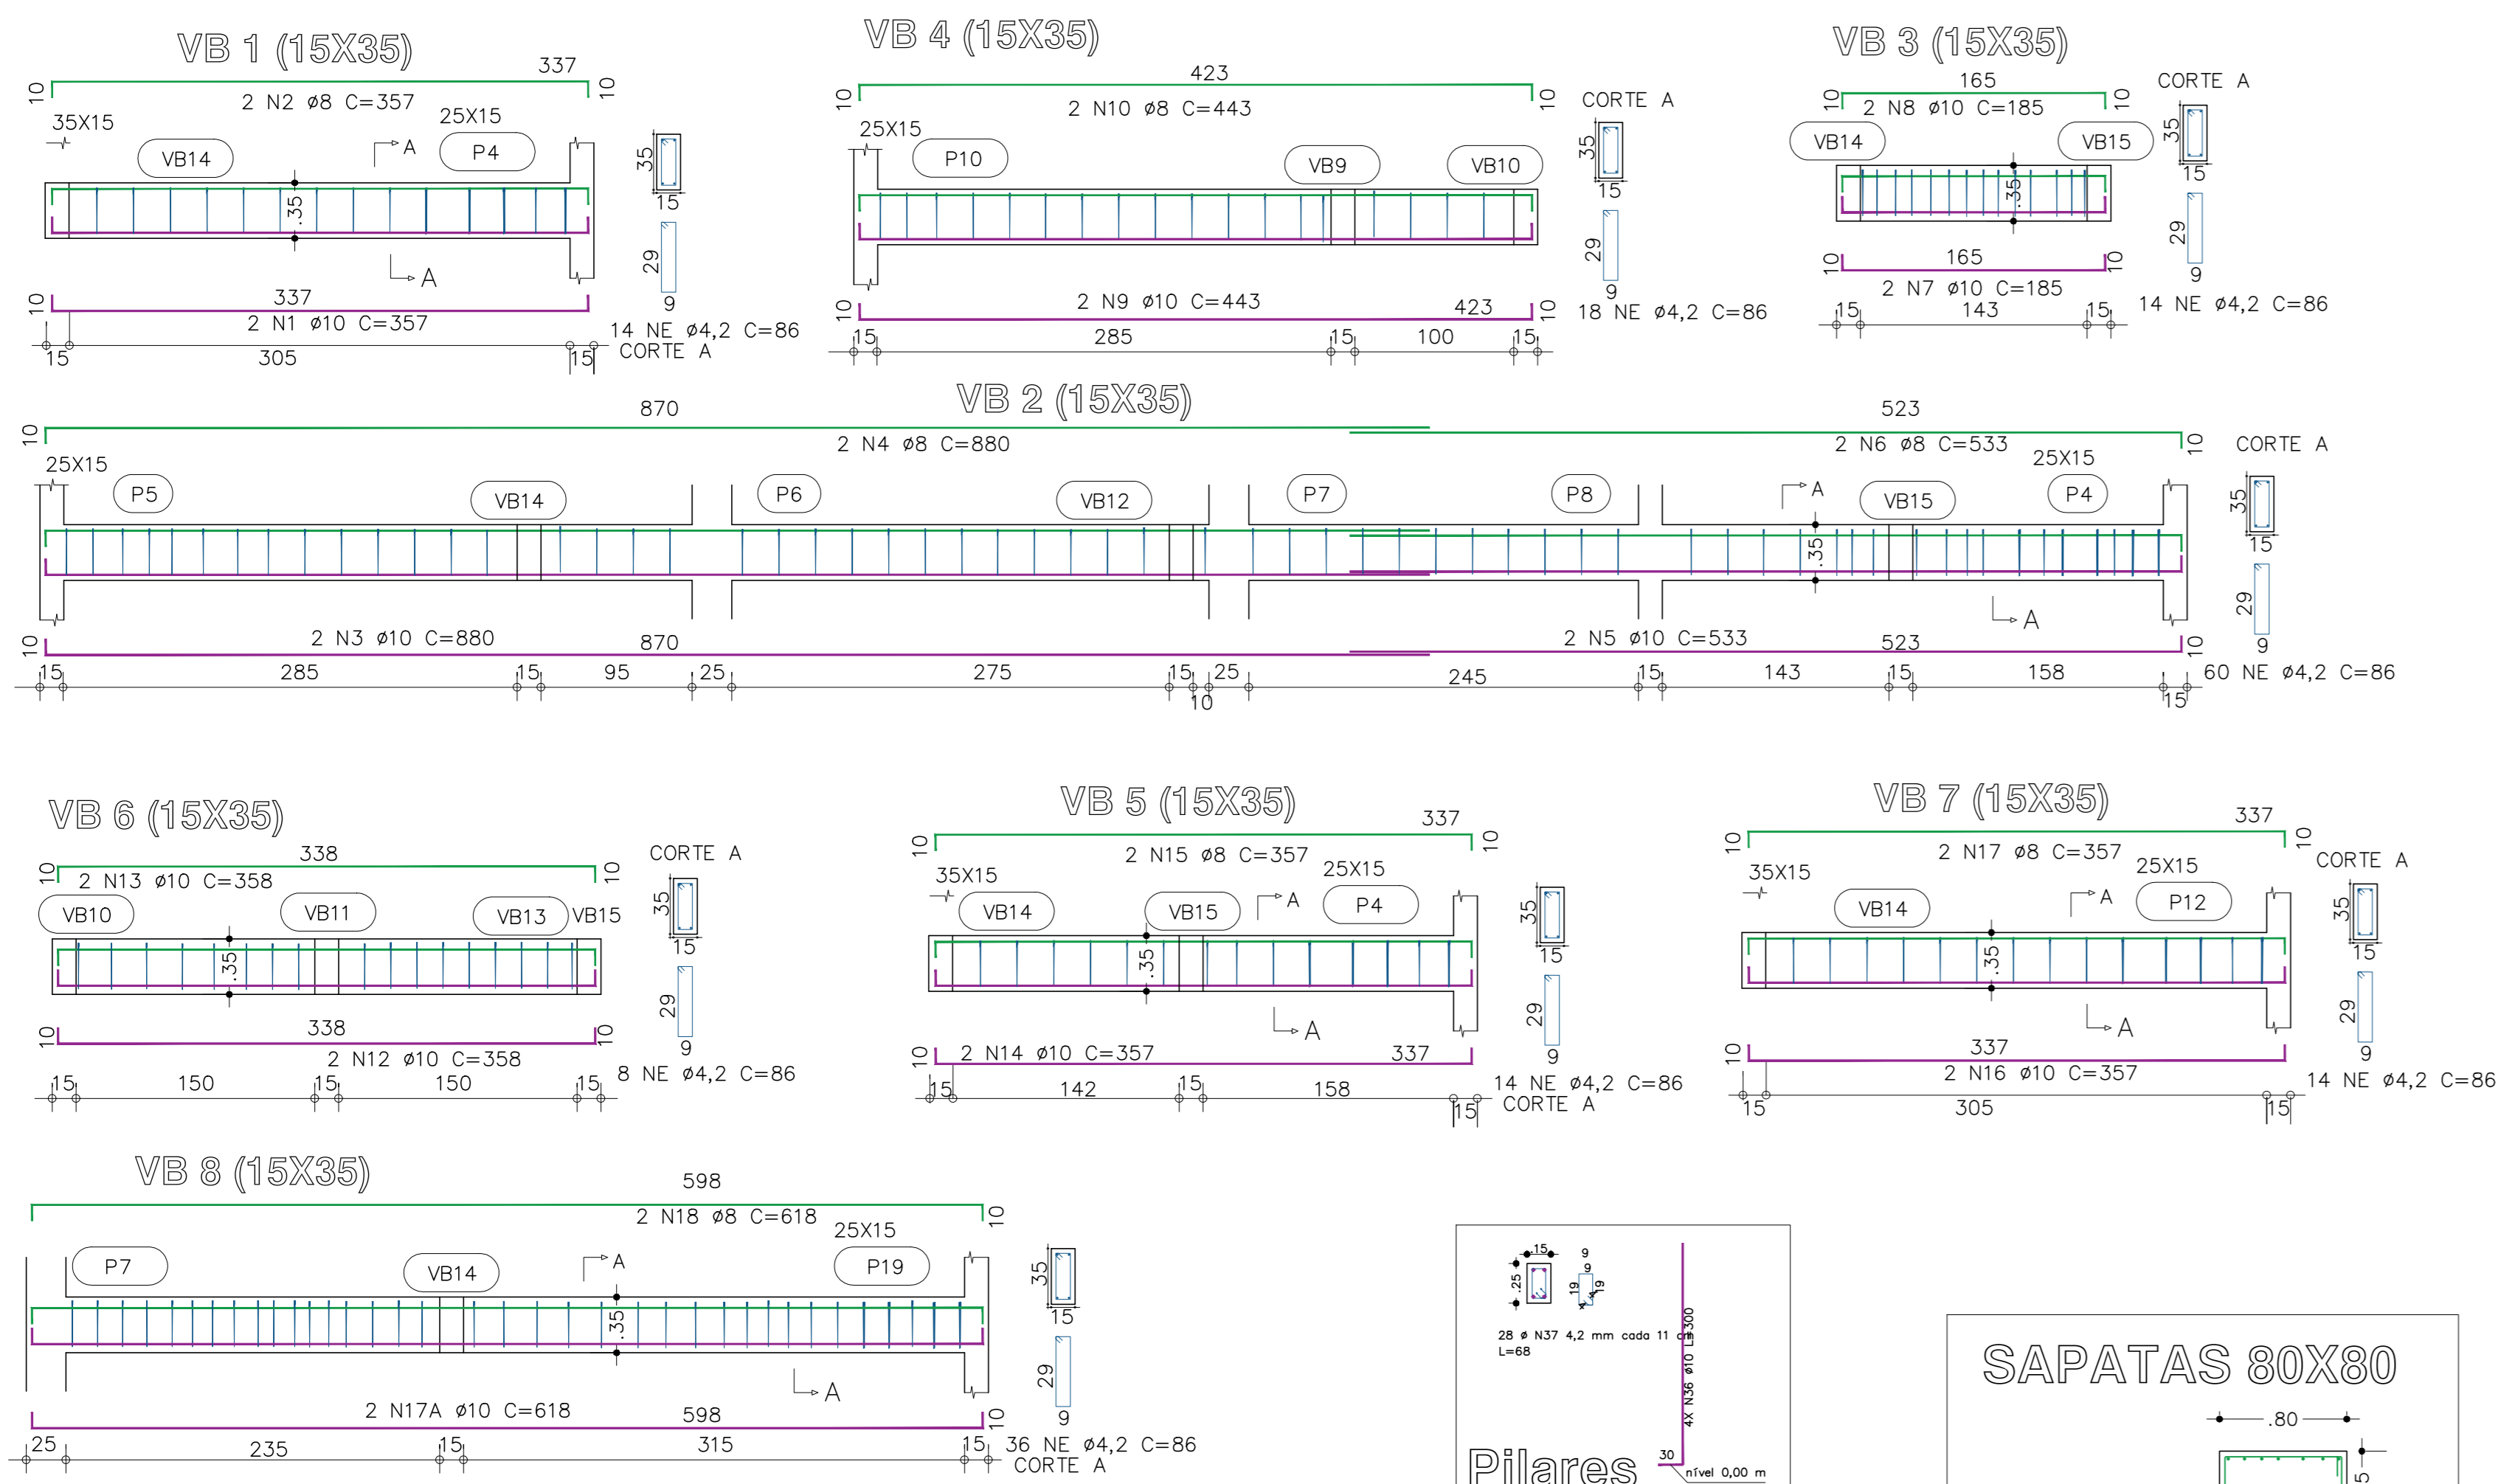 VB 1 (15X35)
337
10
10
2 N2 ø8 C=357
35X15
25X15
VB14
A
P4
.35
A
35
15
29
9
10
337
2 N1 ø10 C=357
14 NE ø4,2 C=86
CORTE A
15
305
15
VB 4 (15X35)
423
10
10
2 N10 ø8 C=443
25X15
P10
VB9
VB10
CORTE A
35
15
29
9
10
2 N9 ø10 C=443
423
10
18 NE ø4,2 C=86
15
285
15
100
15
VB 3 (15X35)
165
10
10
2 N8 ø10 C=185
VB14
VB15
CORTE A
.35
35
15
29
9
10
165
10
2 N7 ø10 C=185
14 NE ø4,2 C=86
15
143
15
VB 2 (15X35)
870
523
10
2 N4 ø8 C=880
2 N6 ø8 C=533
10
CORTE A
25X15
25X15
P5
VB14
P6
VB12
P7
P8
A
VB15
P4
.35
A
35
15
29
9
10
2 N3 ø10 C=880
870
2 N5 ø10 C=533
523
10
60 NE ø4,2 C=86
15
285
15
95
25
275
15
10
25
245
15
143
15
158
15
VB 6 (15X35)
338
10
10
2 N13 ø10 C=358
VB10
VB11
VB13
VB15
CORTE A
.35
35
15
29
9
10
338
10
2 N12 ø10 C=358
8 NE ø4,2 C=86
15
150
15
150
15
VB 5 (15X35)
337
10
10
2 N15 ø8 C=357
35X15
25X15
VB14
VB15
A
P4
.35
A
35
15
29
9
10
2 N14 ø10 C=357
337
14 NE ø4,2 C=86
CORTE A
15
142
15
158
15
VB 7 (15X35)
337
10
10
2 N17 ø8 C=357
CORTE A
35X15
25X15
VB14
A
P12
.35
A
35
15
29
9
10
337
2 N16 ø10 C=357
14 NE ø4,2 C=86
15
305
15
VB 8 (15X35)
598
2 N18 ø8 C=618
10
25X15
P7
VB14
A
P19
.35
A
35
15
29
9
2 N17A ø10 C=618
598
10
36 NE ø4,2 C=86
CORTE A
25
235
15
315
15
.15
.25
9
9
19
19
28 ø N37 4,2 mm cada 11 cm
L=68
4X N36 ø10 L=300
Pilares
30
nível 0,00 m
SAPATAS 80X80
.80
5